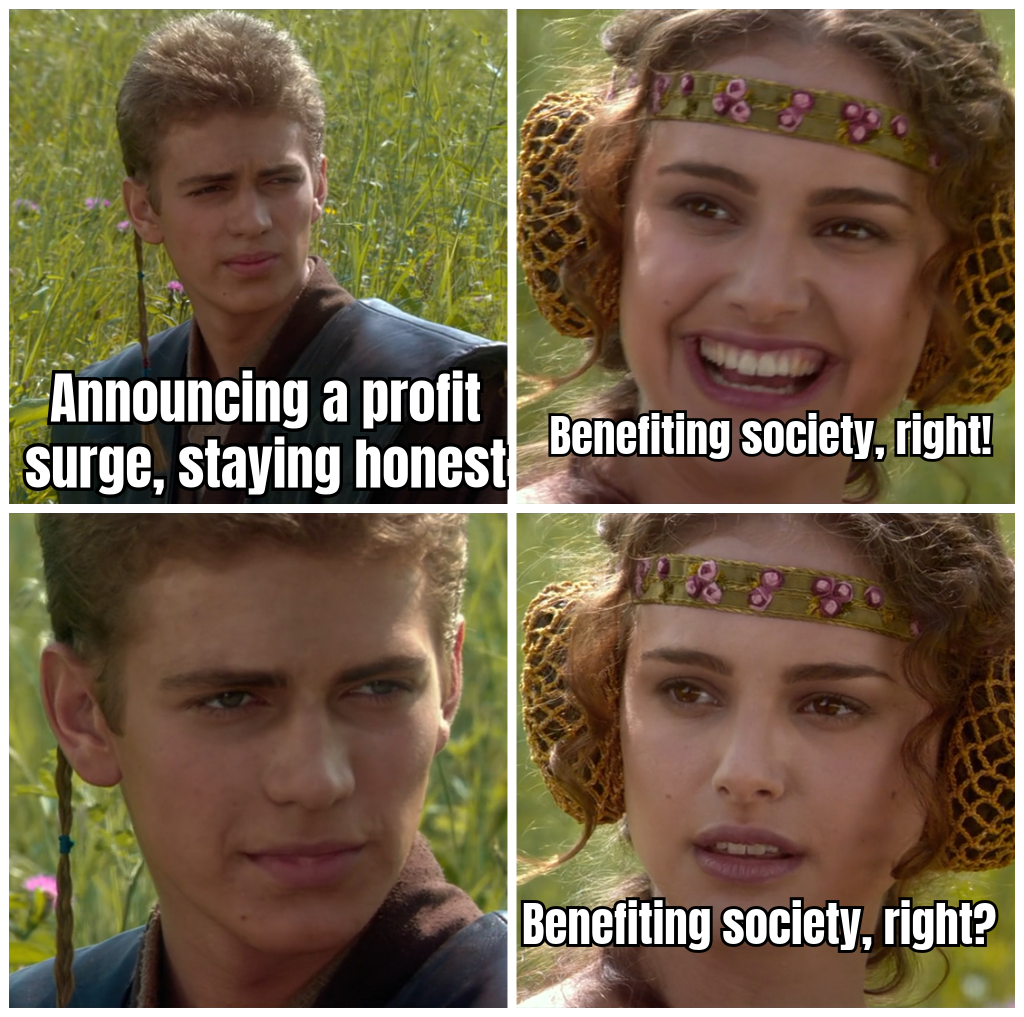 Announcing a profit
surge, staying honest
Benefiting society, right!
Benefiting society, right?